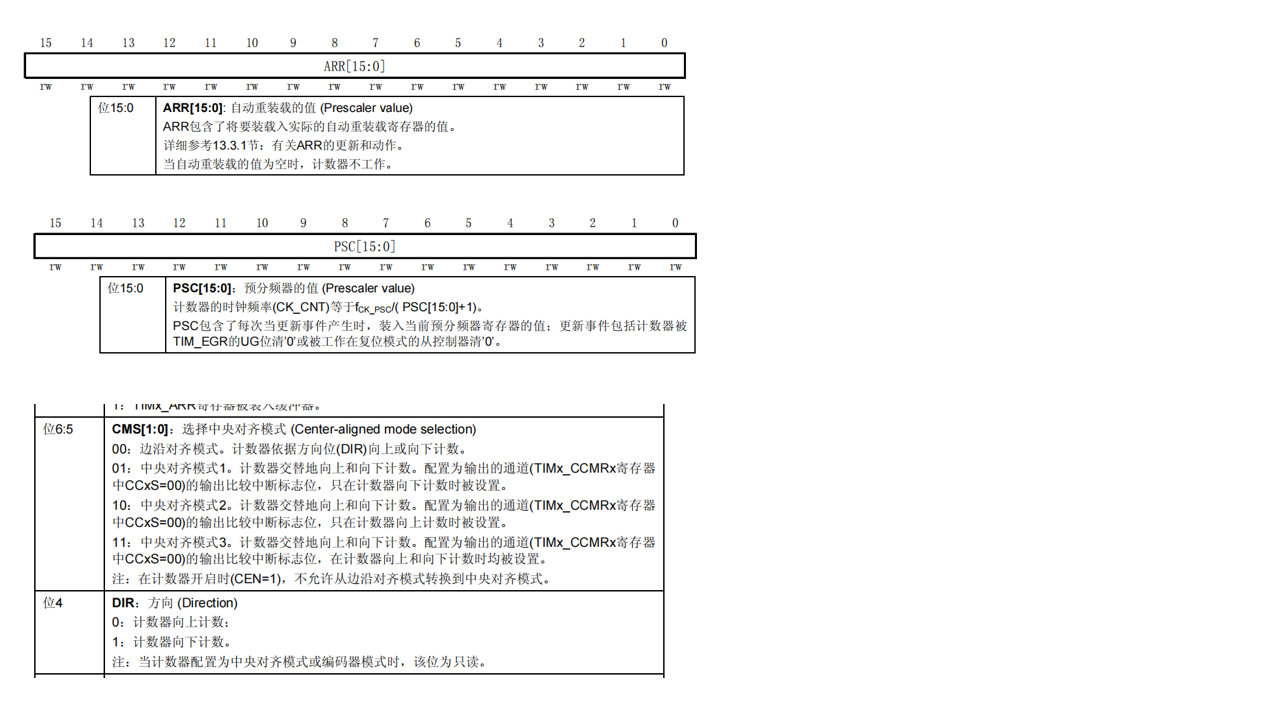 15 14 13 12 11 10 9 8 7 6 5 4 3 2 1 0
ARR[15:0]
rw rw rw rw rw rw rw rw rw rw rw rw rw rw rw rw
位15:0 ARR[15:0]: 自动重装载的值 (Prescaler value)
ARR包含了将要装载入实际的自动重装载寄存器的值。
详细参考13.3.1节：有关ARR的更新和动作。
当自动重装载的值为空时，计数器不工作。
15 14 13 12 11 10 9 8 7 6 5 4 3 2 1 0
PSC[15:0]
rw rw rw rw rw rw rw rw rw rw rw rw rw rw rw rw
位15:0 PSC[15:0]：预分频器的值 (Prescaler value)
计数器的时钟频率(CK_CNT)等于fCK_PSC/( PSC[15:0]+1)。
PSC包含了每次当更新事件产生时，装入当前预分频器寄存器的值；更新事件包括计数器被
TIM_EGR的UG位清'0'或被工作在复位模式的从控制器清'0'。
1：TIMx_ARR寄存器被装入缓冲器。
位6:5 CMS[1:0]：选择中央对齐模式 (Center-aligned mode selection)
00：边沿对齐模式。计数器依据方向位(DIR)向上或向下计数。
01：中央对齐模式1。计数器交替地向上和向下计数。配置为输出的通道(TIMx_CCMRx寄存器
中CCxS=00)的输出比较中断标志位，只在计数器向下计数时被设置。
10：中央对齐模式2。计数器交替地向上和向下计数。配置为输出的通道(TIMx_CCMRx寄存器
中CCxS=00)的输出比较中断标志位，只在计数器向上计数时被设置。
11：中央对齐模式3。计数器交替地向上和向下计数。配置为输出的通道(TIMx_CCMRx寄存器
中CCxS=00)的输出比较中断标志位，在计数器向上和向下计数时均被设置。
注：在计数器开启时(CEN=1)，不允许从边沿对齐模式转换到中央对齐模式。
位4 DIR：方向 (Direction)
0：计数器向上计数；
1：计数器向下计数。
注：当计数器配置为中央对齐模式或编码器模式时，该位为只读。